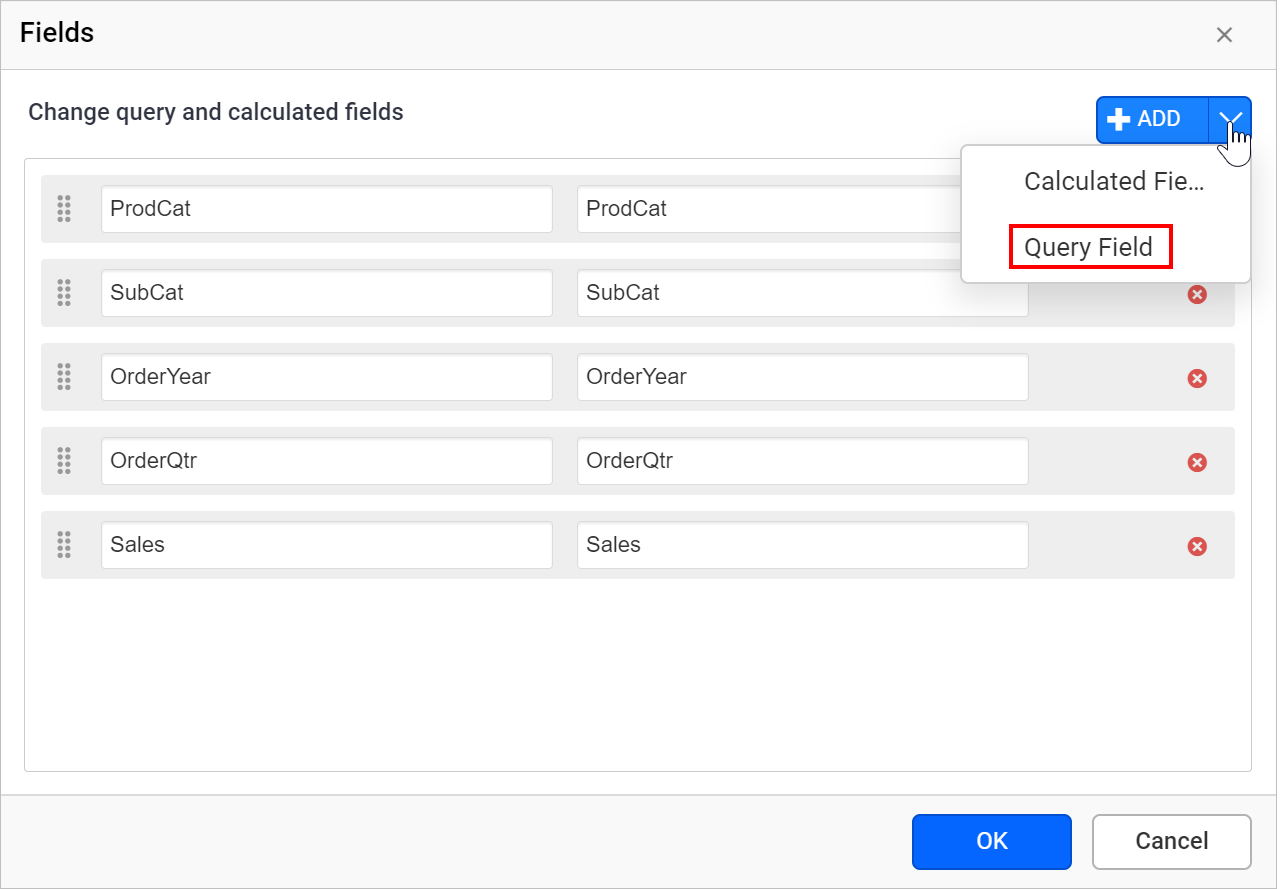 Fields
Change query and calculated fields
ADD
Calculated Fie...
Query Field
ProdCat ProdCat
SubCat SubCat
OrderYear OrderYear
OrderQtr OrderQtr
Sales Sales
OK Cancel